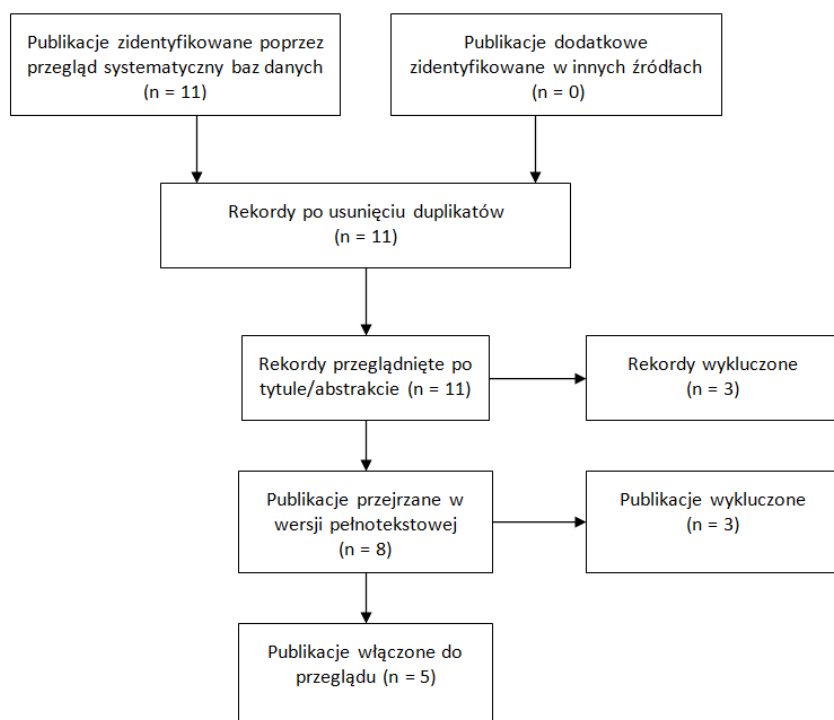 Publikacje zidentyfikowane poprzez
przegląd systematyczny baz danych
(n = 11)
Publikacje dodatkowe
zidentyfikowane w innych źródłach
(n = 0)
Rekordy po usunięciu duplikatów
(n = 11)
Rekordy przeglądnięte po
tytule/abstrakcie (n = 11)
Rekordy wykluczone
(n = 3)
Publikacje przejrzane w
wersji pełnotekstowej
(n = 8)
Publikacje wykluczone
(n = 3)
Publikacje włączone do
przeglądu (n = 5)